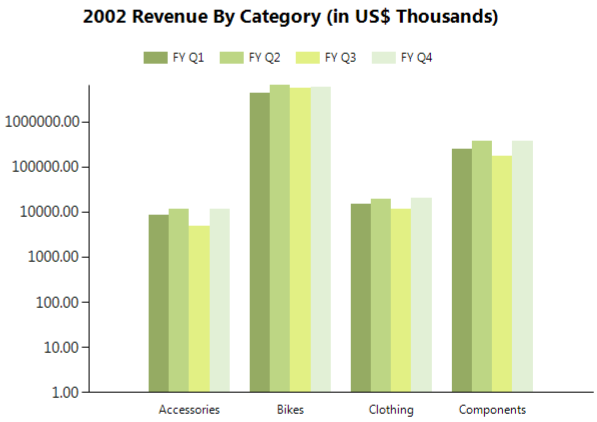 2002 Revenue By Category (in US$ Thousands)
FY Q1 FY Q2 FY Q3 FY Q4
1000000.00
100000.00
10000.00
1000.00
100.00
10.00
1.00
Accessories Bikes Clothing Components